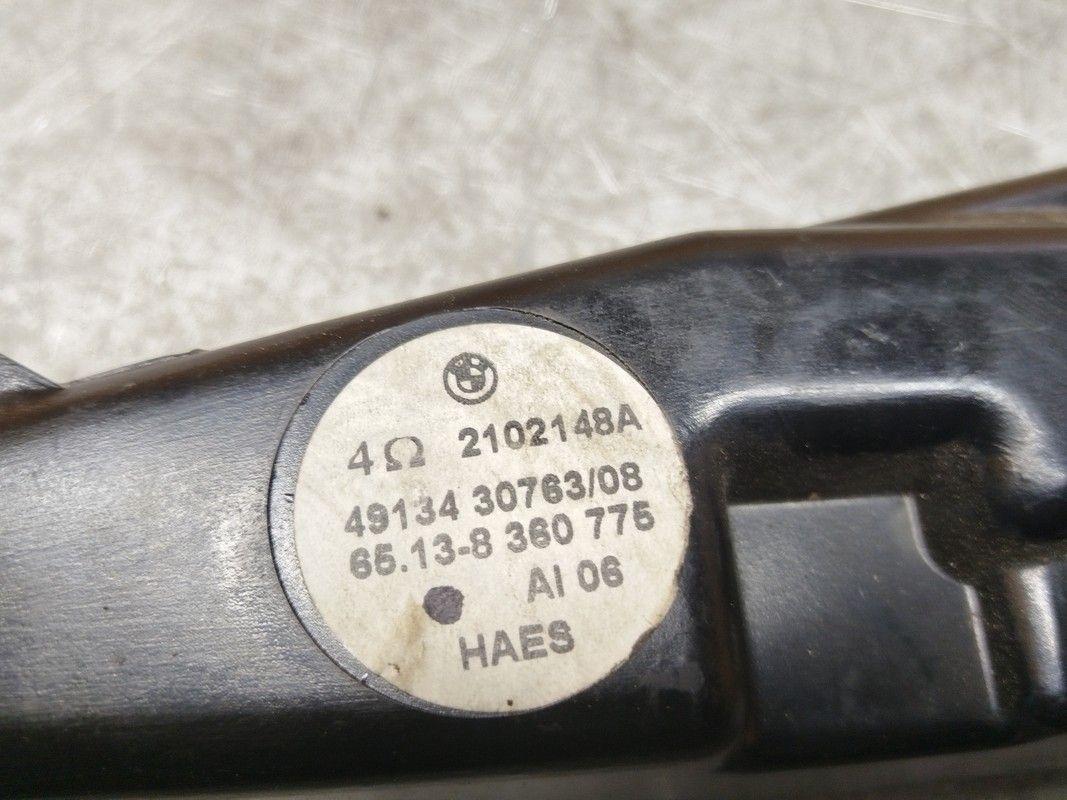 4Ω 2102148A
49134 30763/08
65.13-8 360 775
AI 06
HAES